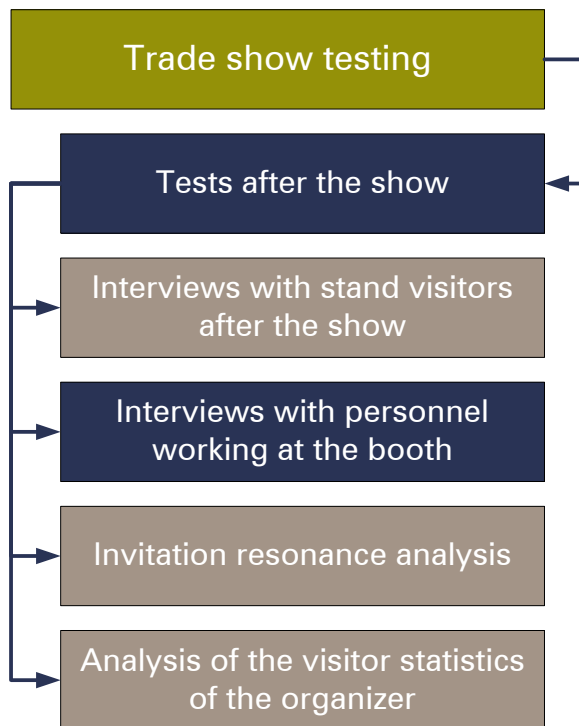 Trade show testing
Tests after the show
Interviews with stand visitors
after the show
Interviews with personnel
working at the booth
Invitation resonance analysis
Analysis of the visitor statistics
of the organizer